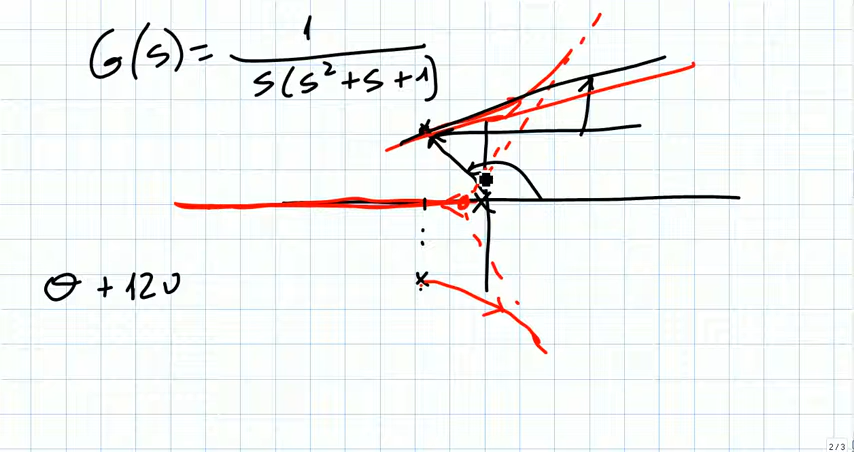 G(s) = 1 / s(s² + s + 1)
θ + 120
2/3